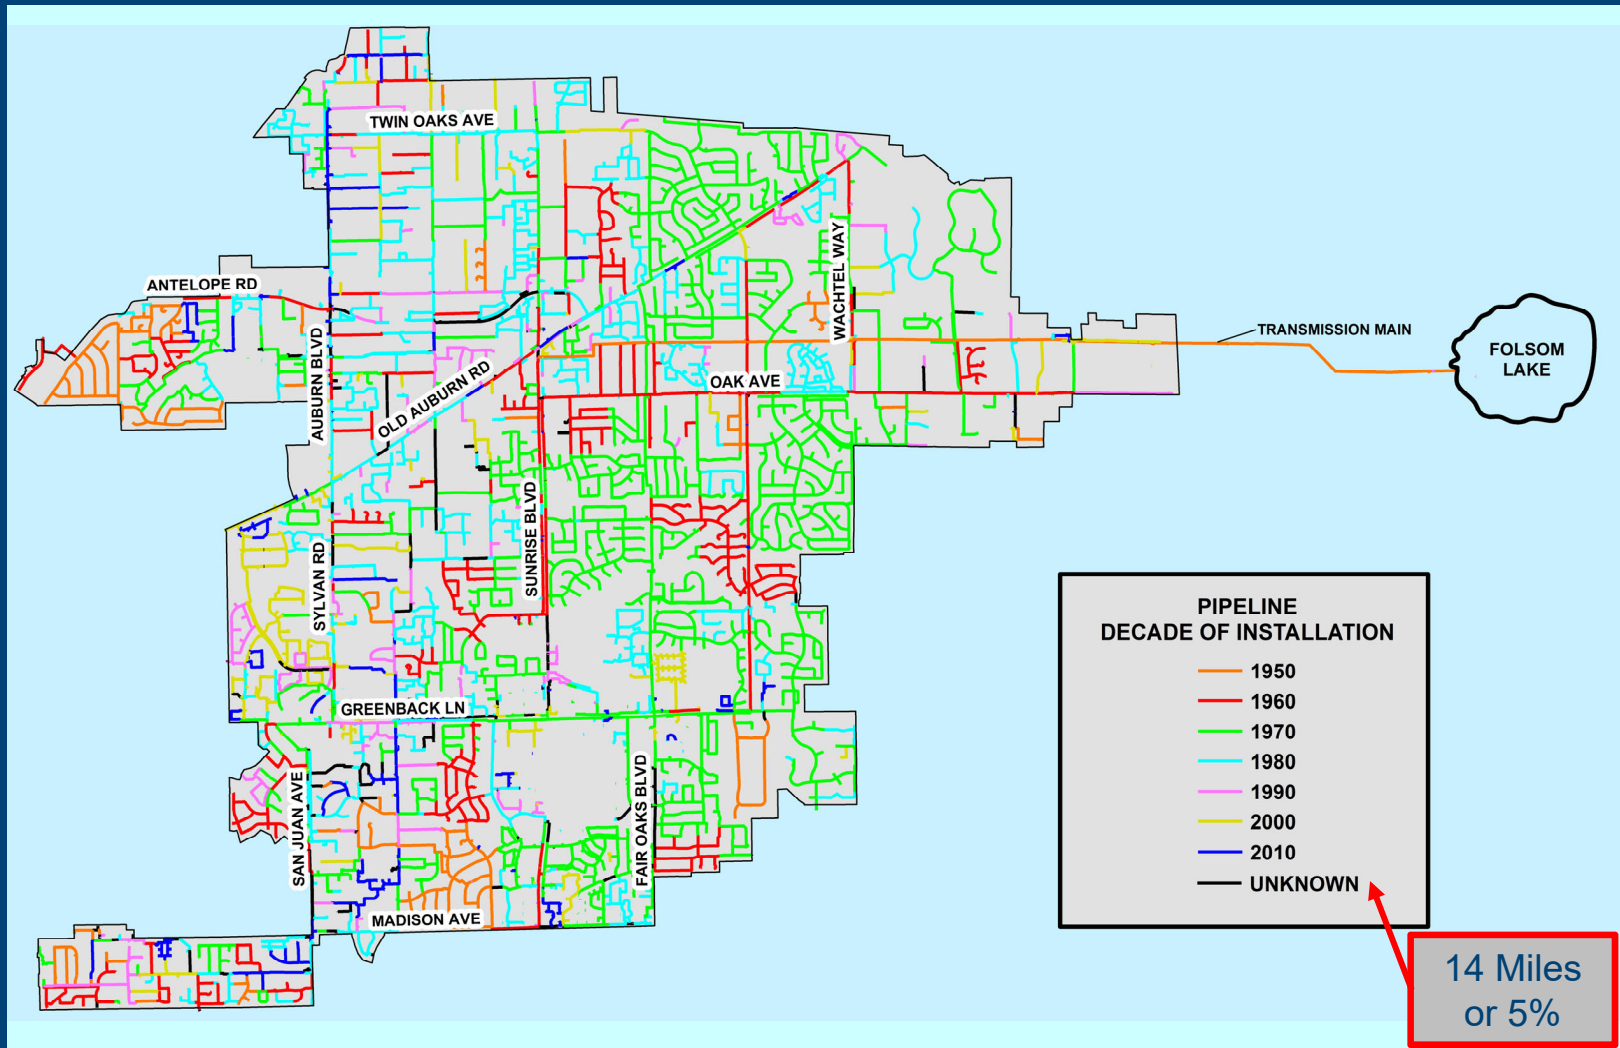 TWIN OAKS AVE
WACHTEL WAY
ANTELOPE RD
AUBURN BLVD
TRANSMISSION MAIN
FOLSOM
LAKE
OAK AVE
OLD AUBURN RD
SUNRISE BLVD
SYLVAN RD
GREENBACK LN
SAN JUAN AVE
FAIR OAKS BLVD
MADISON AVE
PIPELINE
DECADE OF INSTALLATION
1950
1960
1970
1980
1990
2000
2010
UNKNOWN
14 Miles
or 5%